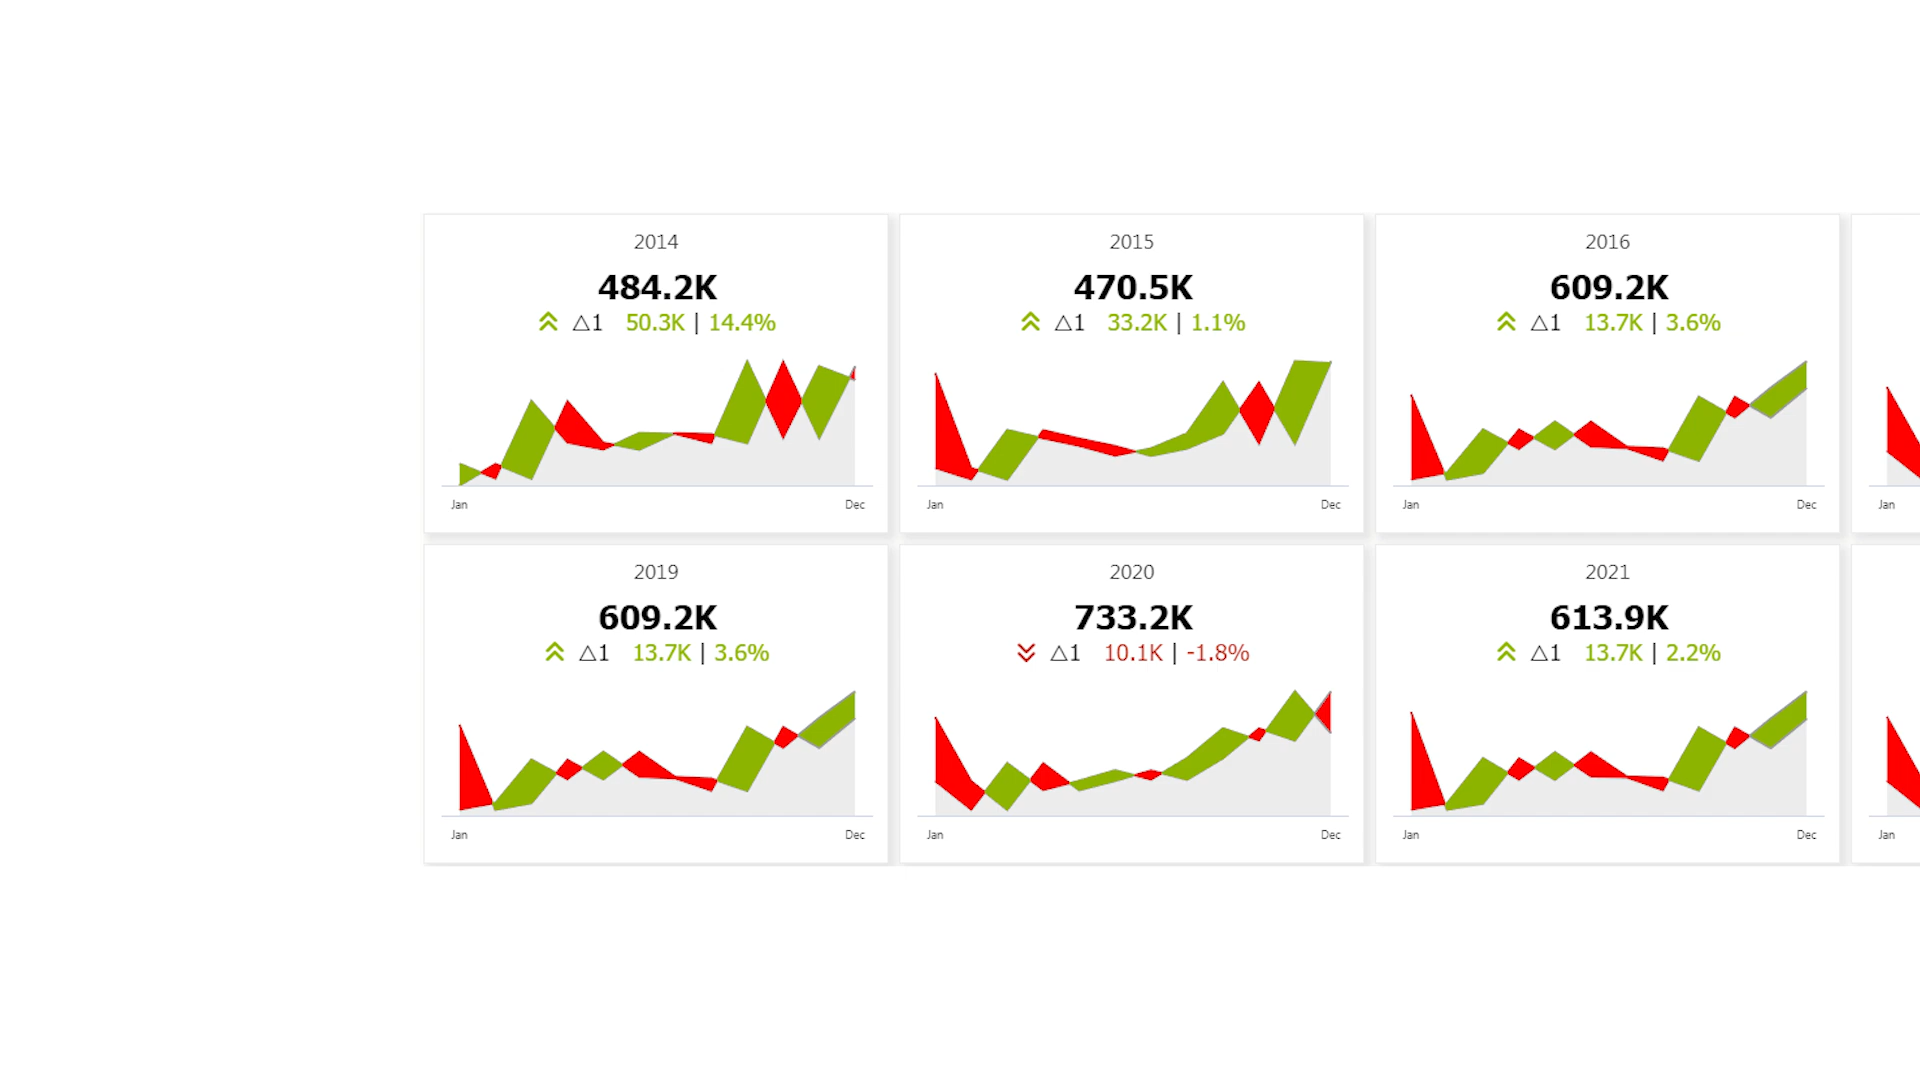 2014
484.2K
△1 50.3K | 14.4%
Jan Dec
2015
470.5K
△1 33.2K | 1.1%
Jan Dec
2016
609.2K
△1 13.7K | 3.6%
Jan Dec
Jan
2019
609.2K
△1 13.7K | 3.6%
Jan Dec
2020
733.2K
△1 10.1K | -1.8%
Jan Dec
2021
613.9K
△1 13.7K | 2.2%
Jan Dec
Jan